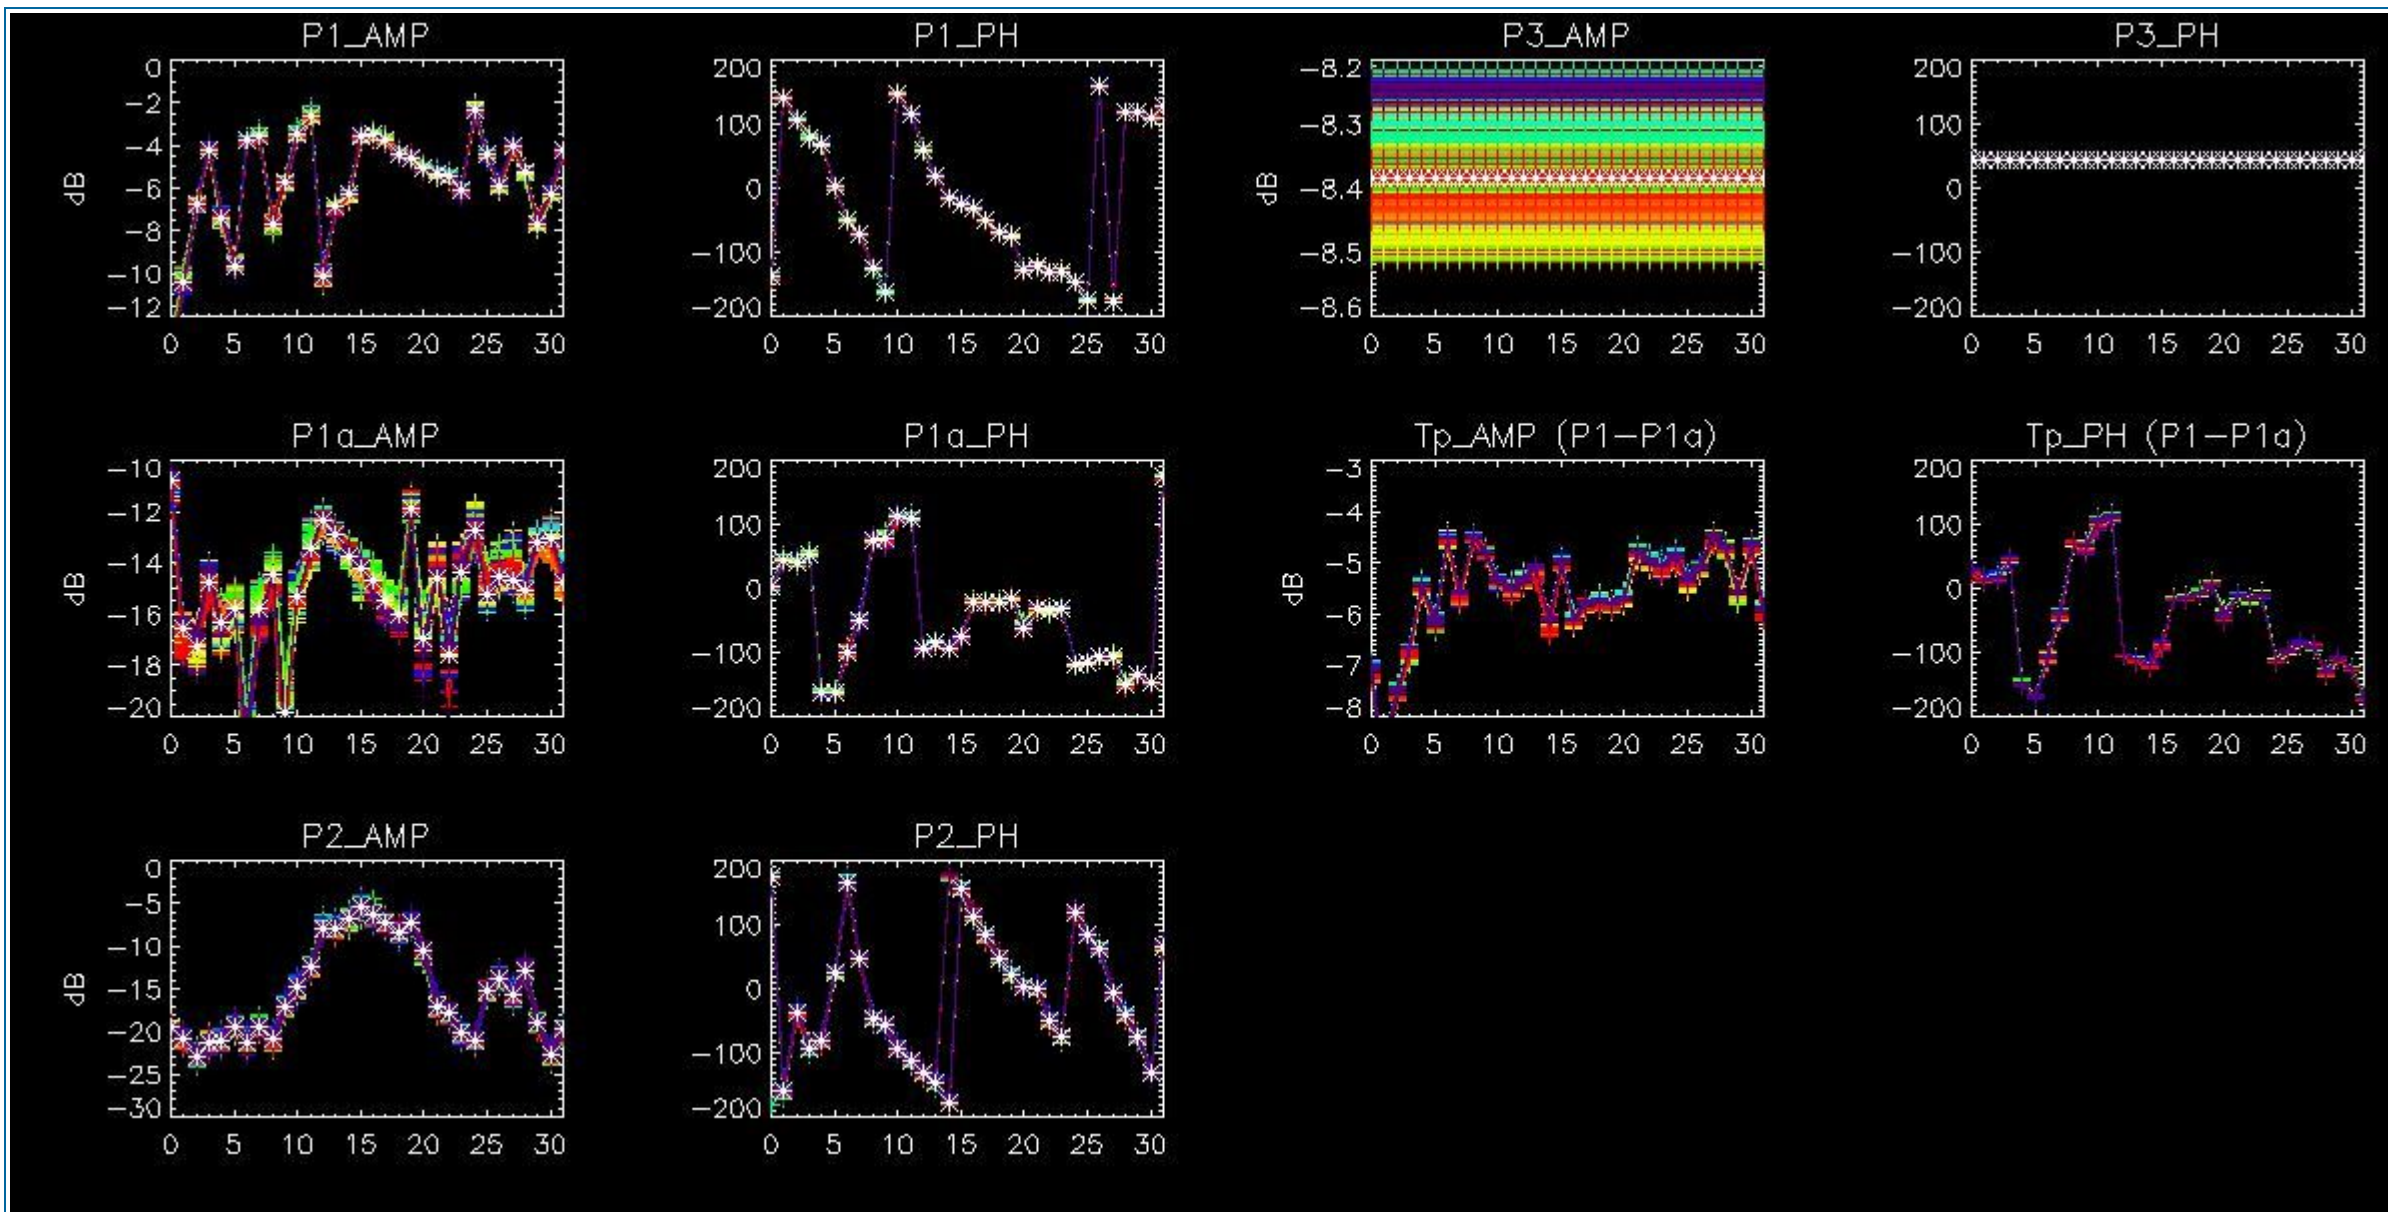 P1_AMP P1_PH P3_AMP P3_PH
0 200 -8.2 200
-2 100 -8.3 100
-4 0 -8.4 0
-6 -100 -8.5 -100
-8 -200 -8.6 -200
-10
-12
dB dB
0 5 10 15 20 25 30 0 5 10 15 20 25 30 0 5 10 15 20 25 30 0 5 10 15 20 25 30
P1a_AMP P1a_PH Tp_AMP (P1-P1a) Tp_PH (P1-P1a)
-10 200 -3 200
-12 100 -4 100
-14 0 -5 0
-16 -100 -6 -100
-18 -200 -7 -200
-20 -8
dB dB
0 5 10 15 20 25 30 0 5 10 15 20 25 30 0 5 10 15 20 25 30 0 5 10 15 20 25 30
P2_AMP P2_PH
0 200
-5 100
-10 0
-15 -100
-20 -200
-25
-30
dB
0 5 10 15 20 25 30 0 5 10 15 20 25 30